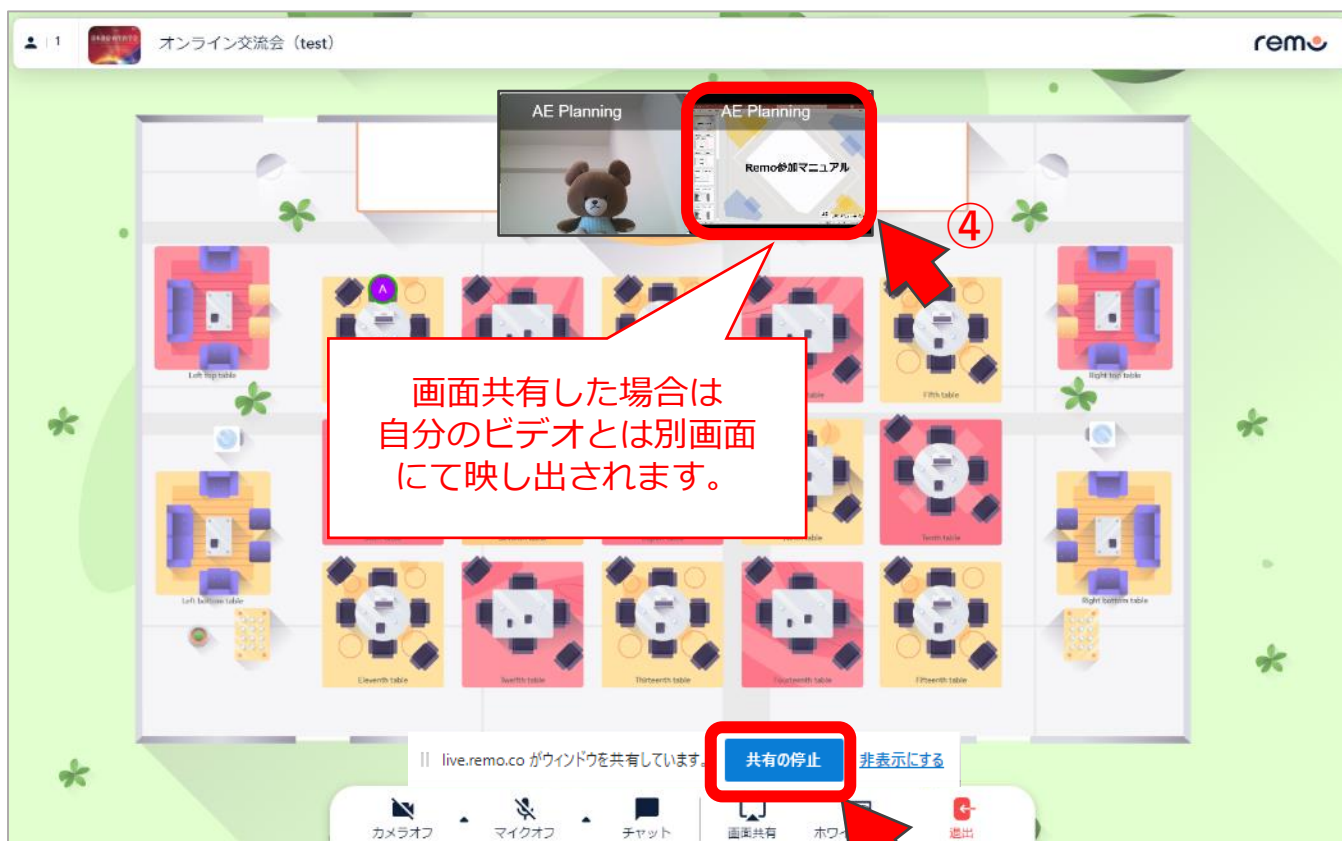 1
オンライン交流会（test）
remo
AE Planning
AE Planning
Remo参加マニュアル
④
A
Left top table
Right top table
table
Fifth table
画面共有した場合は
自分のビデオとは別画面
にて映し出されます。
table
Tenth table
Left bottom table
Right bottom table
Eleventh table
Twelfth table
Thirteenth table
Fourteenth table
Fifteenth table
live.remo.co がウィンドウを共有しています。
共有の停止
非表示にする
カメラオフ
マイクオフ
チャット
画面共有
ホワイ
退出